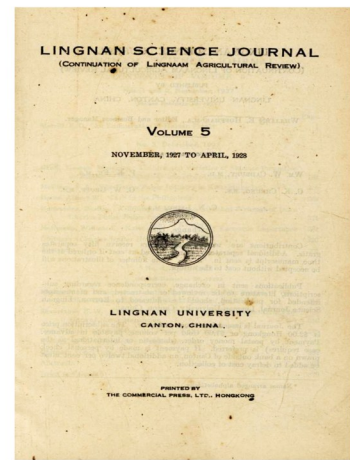 LINGNAN SCIENCE JOURNAL
(CONTINUATION OF LINGNAAM AGRICULTURAL REVIEW)
VOLUME 5
NOVEMBER, 1927 TO APRIL, 1928
LINGNAN UNIVERSITY
CANTON, CHINA.
PRINTED BY
THE COMMERCIAL PRESS, LTD., HONGKONG